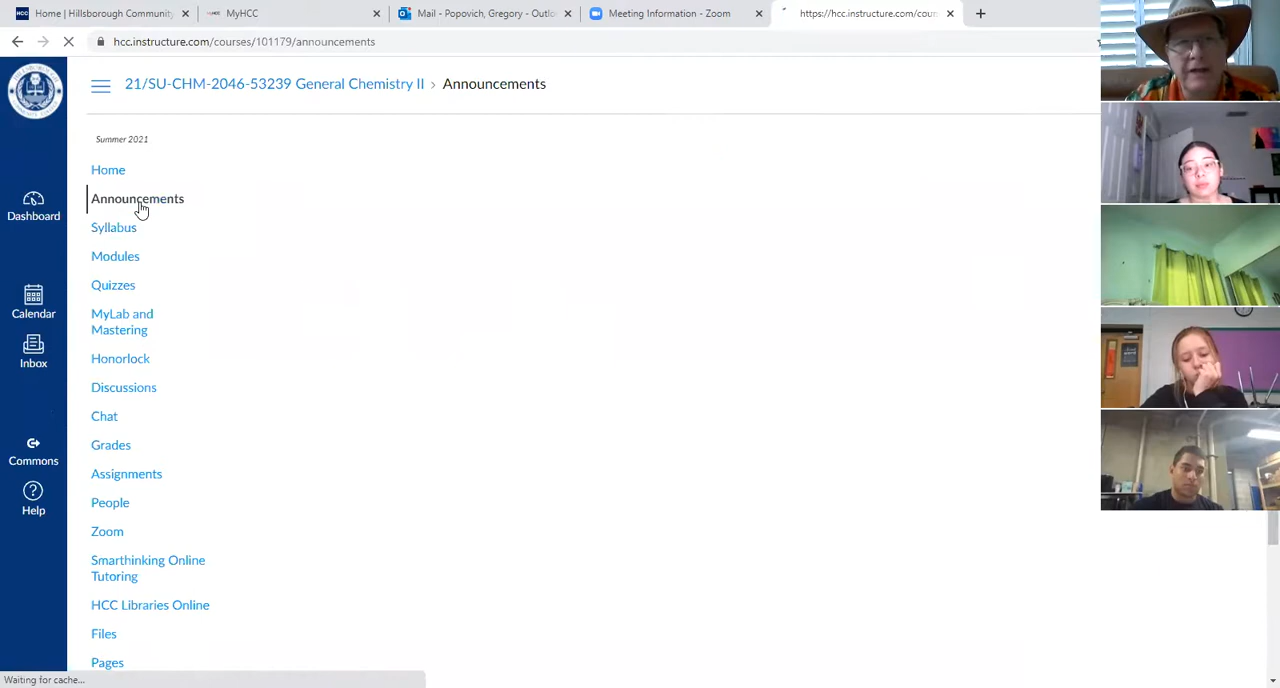 Home | Hillsborough Community
MyHCC
Mail - Popovich, Gregory - Outlo
Meeting Information - Zoom
https://hcc.instructure.com/cour
hcc.instructure.com/courses/101179/announcements
21/SU-CHM-2046-53239 General Chemistry II › Announcements
Summer 2021
Home
Announcements
Syllabus
Modules
Quizzes
MyLab and
Mastering
Honorlock
Discussions
Chat
Grades
Assignments
People
Zoom
Smarthinking Online
Tutoring
HCC Libraries Online
Files
Pages
Dashboard
Calendar
Inbox
Commons
Help
Waiting for cache...